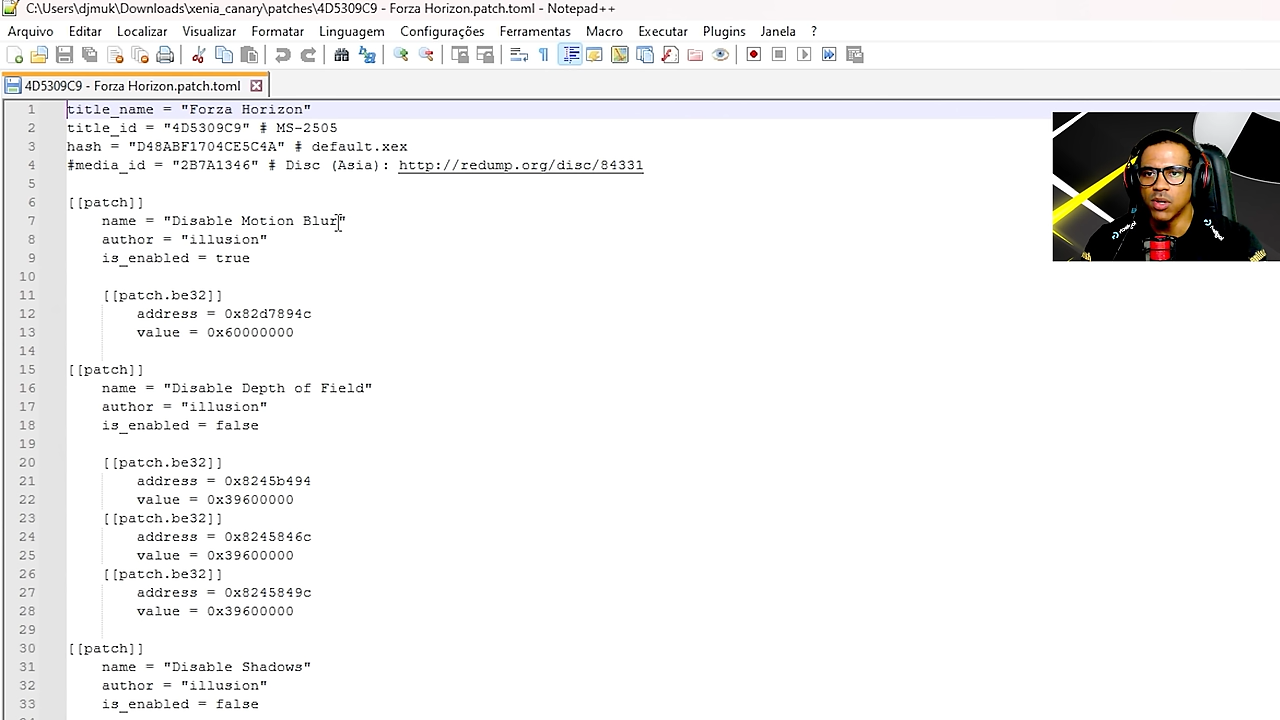 C:\Users\djmuk\Downloads\xenia_canary\patches\4D5309C9 - Forza Horizon.patch.toml - Notepad++
Arquivo Editar Localizar Visualizar Formatar Linguagem Configurações Ferramentas Macro Executar Plugins Janela ?
4D5309C9 - Forza Horizon.patch.toml
1 title_name = "Forza Horizon"
2 title_id = "4D5309C9" # MS-2505
3 hash = "D48ABF1704CE5C4A" # default.xex
4 #media_id = "2B7A1346" # Disc (Asia): http://redump.org/disc/84331
5
6 [[patch]]
7 name = "Disable Motion Blur"
8 author = "illusion"
9 is_enabled = true
10
11 [[patch.be32]]
12 address = 0x82d7894c
13 value = 0x60000000
14
15 [[patch]]
16 name = "Disable Depth of Field"
17 author = "illusion"
18 is_enabled = false
19
20 [[patch.be32]]
21 address = 0x8245b494
22 value = 0x39600000
23 [[patch.be32]]
24 address = 0x8245846c
25 value = 0x39600000
26 [[patch.be32]]
27 address = 0x8245849c
28 value = 0x39600000
29
30 [[patch]]
31 name = "Disable Shadows"
32 author = "illusion"
33 is_enabled = false